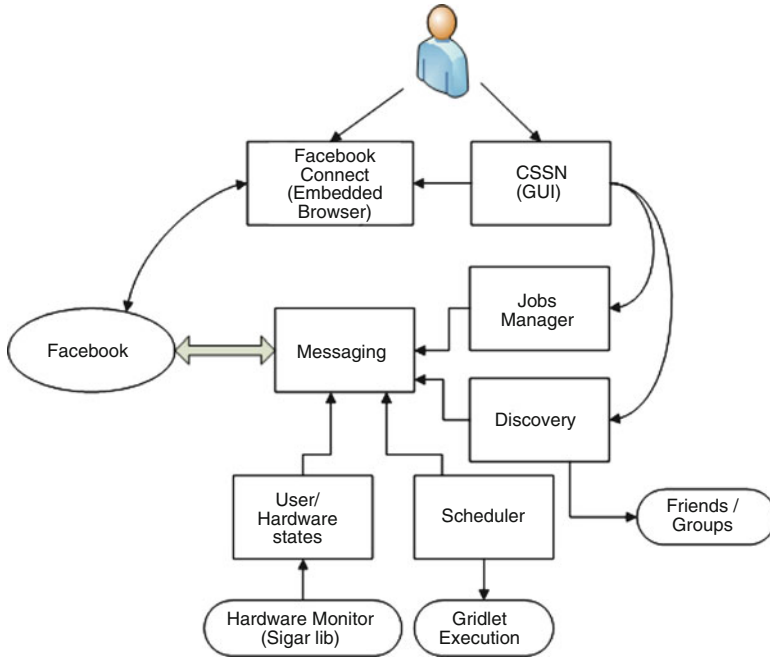 Facebook
Connect
(Embedded
Browser)
CSSN
(GUI)
Jobs
Manager
Facebook
Messaging
Discovery
User/
Hardware
states
Scheduler
Friends /
Groups
Hardware Monitor
(Sigar lib)
Gridlet
Execution